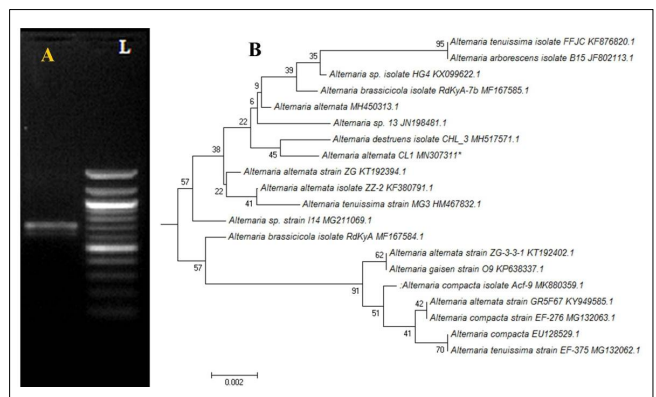 A
L
B
95
Alternaria tenuissima isolate FFJC KF876820.1
Alternaria arborescens isolate B15 JF802113.1
35
Alternaria sp. isolate HG4 KX099622.1
39
Alternaria brassicicola isolate RdKyA-7b MF167585.1
9
Alternaria alternata MH450313.1
6
Alternaria sp. 13 JN198481.1
22
Alternaria destruens isolate CHL_3 MH517571.1
45
Alternaria alternata CL1 MN307311*
38
Alternaria alternata strain ZG KT192394.1
22
Alternaria alternata isolate ZZ-2 KF380791.1
41
Alternaria tenuissima strain MG3 HM467832.1
57
Alternaria sp. strain I14 MG211069.1
Alternaria brassicicola isolate RdKyA MF167584.1
57
62
Alternaria alternata strain ZG-3-3-1 KT192402.1
Alternaria gaisen strain O9 KP638337.1
91
:Alternaria compacta isolate Acf-9 MK880359.1
51
42
Alternaria alternata strain GR5F67 KY949585.1
Alternaria compacta strain EF-276 MG132063.1
41
Alternaria compacta EU128529.1
70
Alternaria tenuissima strain EF-375 MG132062.1
0.002